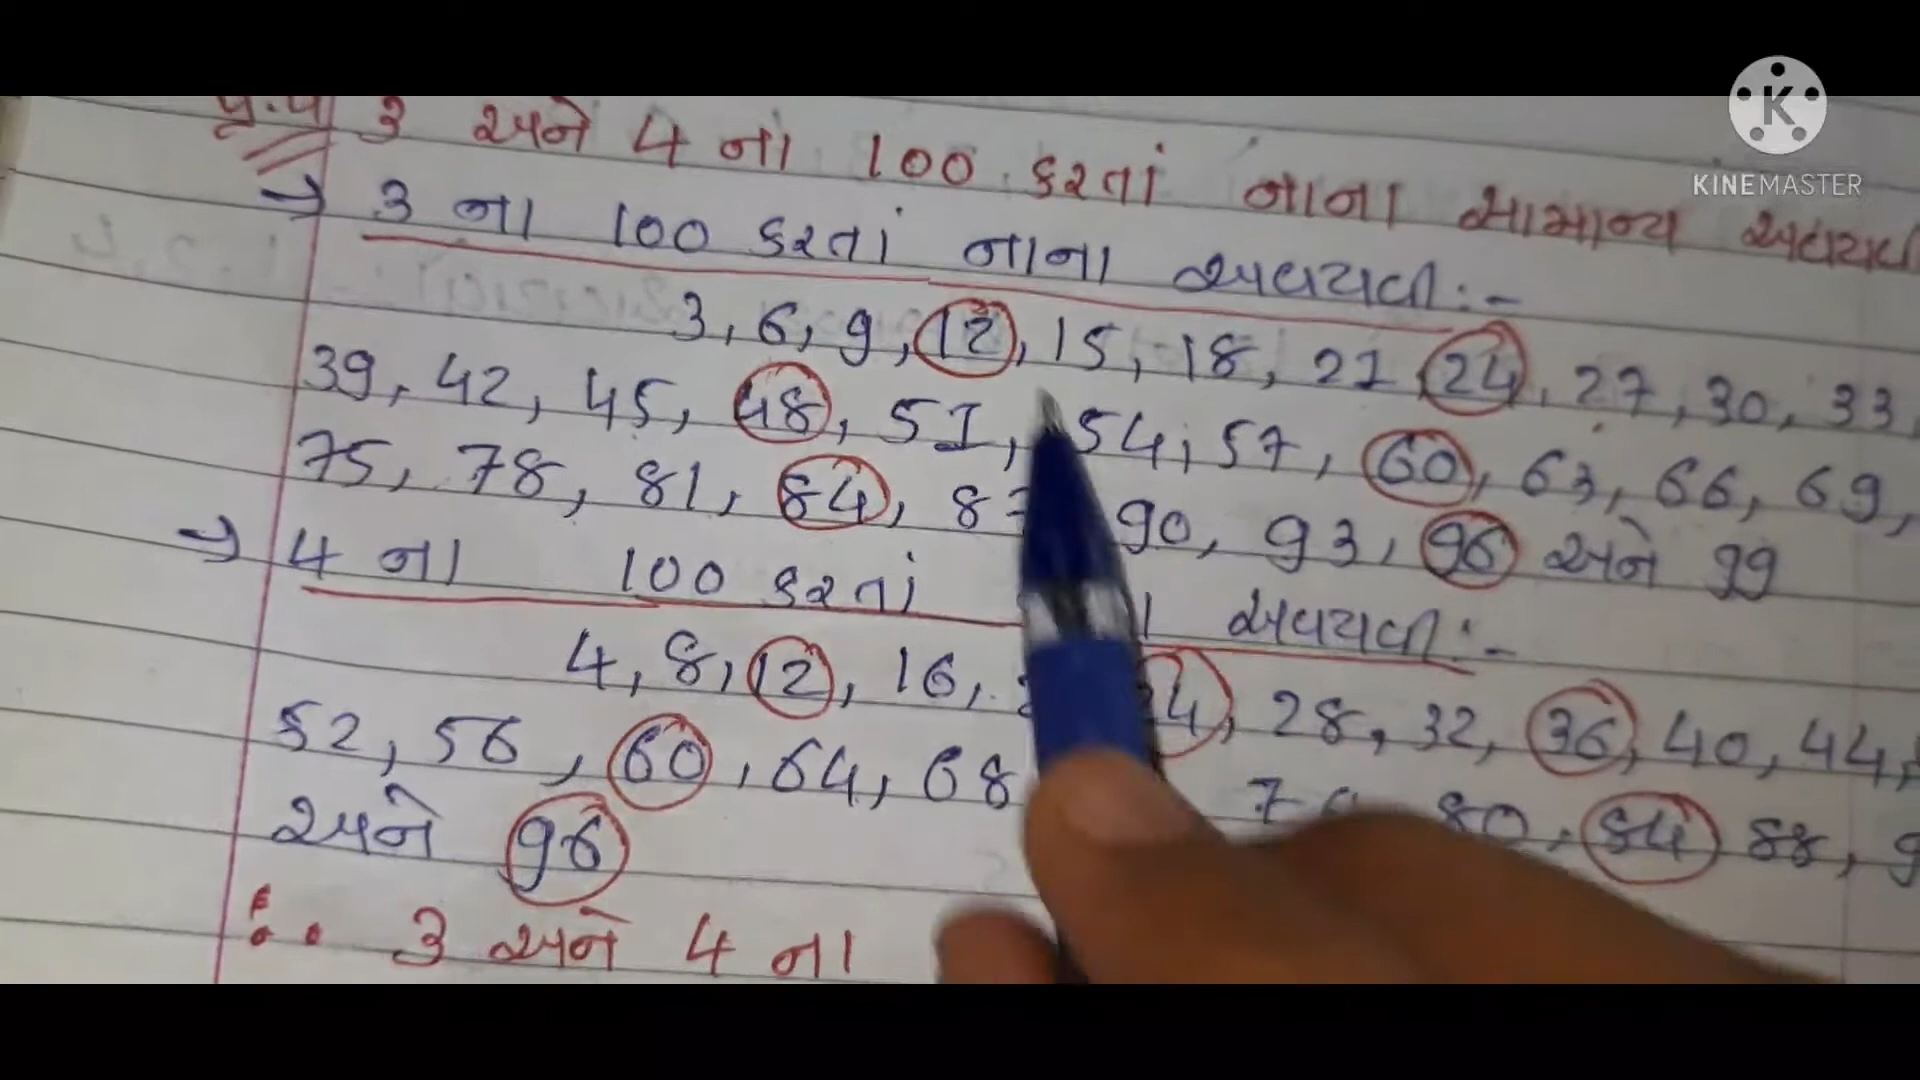 3 અને 4 ના 100 કરતાં નાના સામાન્ય અવયવી
→ 3 ના 100 કરતાં નાના અવયવી:-
3, 6, 9, 12, 15, 18, 21 24, 27, 30, 33,
39, 42, 45, 48, 51, 54, 57, 60, 63, 66, 69,
75, 78, 81, 84, 87 90, 93, 96 અને 99
→ 4 ના 100 કરતાં અવયવી:-
4, 8, 12, 16, 24, 28, 32, 36, 40, 44,
52, 56, 60, 64, 68 80, 84 88,
અને 96
∴ 3 અને 4 ના
KINEMASTER